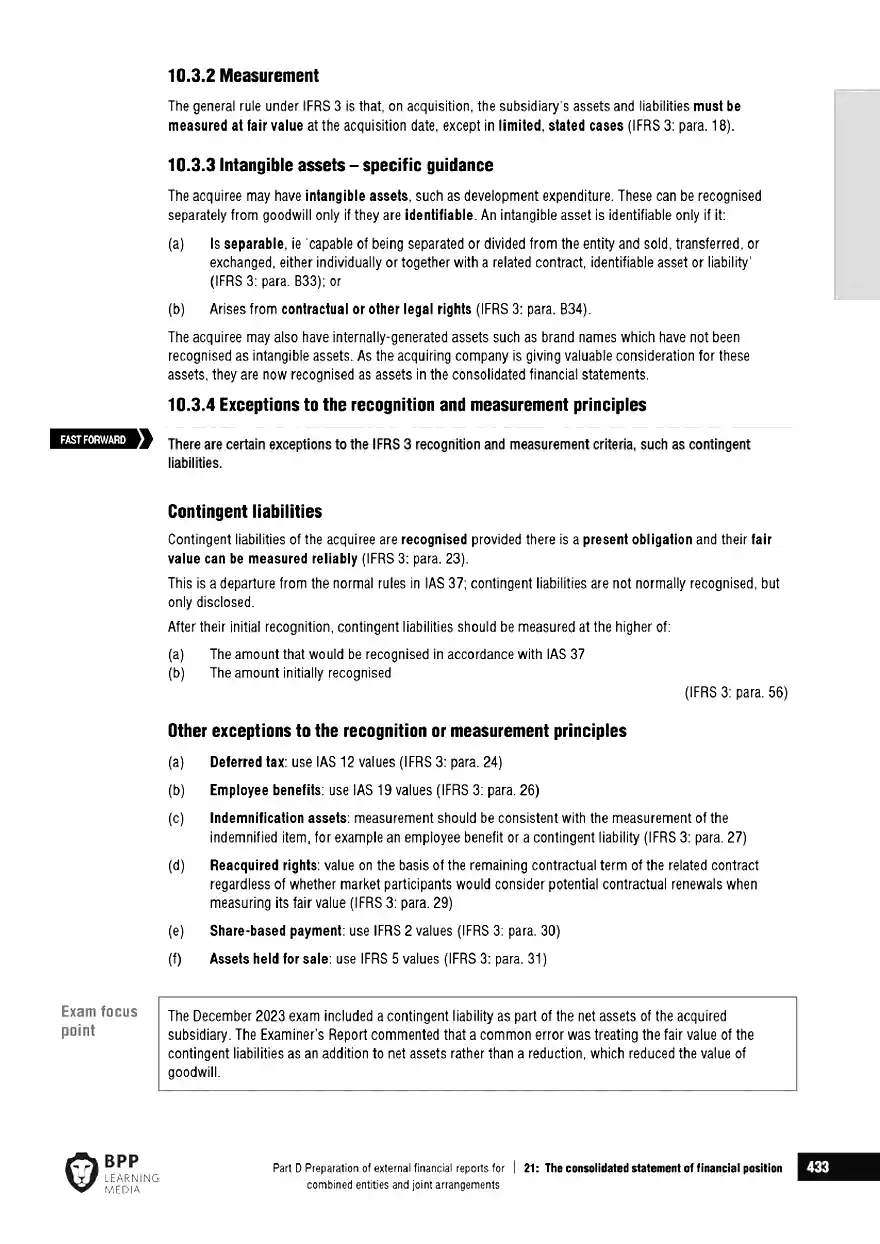 10.3.2 Measurement
The general rule under IFRS 3 is that, on acquisition, the subsidiary's assets and liabilities must be
measured at fair value at the acquisition date, except in limited, stated cases (IFRS 3: para. 18).
10.3.3 Intangible assets – specific guidance
The acquiree may have intangible assets, such as development expenditure. These can be recognised
separately from goodwill only if they are identifiable. An intangible asset is identifiable only if it:
(a) Is separable, ie 'capable of being separated or divided from the entity and sold, transferred, or
exchanged, either individually or together with a related contract, identifiable asset or liability'
(IFRS 3: para. B33); or
(b) Arises from contractual or other legal rights (IFRS 3: para. B34).
The acquiree may also have internally-generated assets such as brand names which have not been
recognised as intangible assets. As the acquiring company is giving valuable consideration for these
assets, they are now recognised as assets in the consolidated financial statements.
10.3.4 Exceptions to the recognition and measurement principles
FAST FORWARD
There are certain exceptions to the IFRS 3 recognition and measurement criteria, such as contingent
liabilities.
Contingent liabilities
Contingent liabilities of the acquiree are recognised provided there is a present obligation and their fair
value can be measured reliably (IFRS 3: para. 23).
This is a departure from the normal rules in IAS 37; contingent liabilities are not normally recognised, but
only disclosed.
After their initial recognition, contingent liabilities should be measured at the higher of:
(a) The amount that would be recognised in accordance with IAS 37
(b) The amount initially recognised
(IFRS 3: para. 56)
Other exceptions to the recognition or measurement principles
(a) Deferred tax: use IAS 12 values (IFRS 3: para. 24)
(b) Employee benefits: use IAS 19 values (IFRS 3: para. 26)
(c) Indemnification assets: measurement should be consistent with the measurement of the
indemnified item, for example an employee benefit or a contingent liability (IFRS 3: para. 27)
(d) Reacquired rights: value on the basis of the remaining contractual term of the related contract
regardless of whether market participants would consider potential contractual renewals when
measuring its fair value (IFRS 3: para. 29)
(e) Share-based payment: use IFRS 2 values (IFRS 3: para. 30)
(f) Assets held for sale: use IFRS 5 values (IFRS 3: para. 31)
Exam focus
point
The December 2023 exam included a contingent liability as part of the net assets of the acquired
subsidiary. The Examiner's Report commented that a common error was treating the fair value of the
contingent liabilities as an addition to net assets rather than a reduction, which reduced the value of
goodwill.
BPP
LEARNING
MEDIA
Part D Preparation of external financial reports for | 21: The consolidated statement of financial position 433
combined entities and joint arrangements